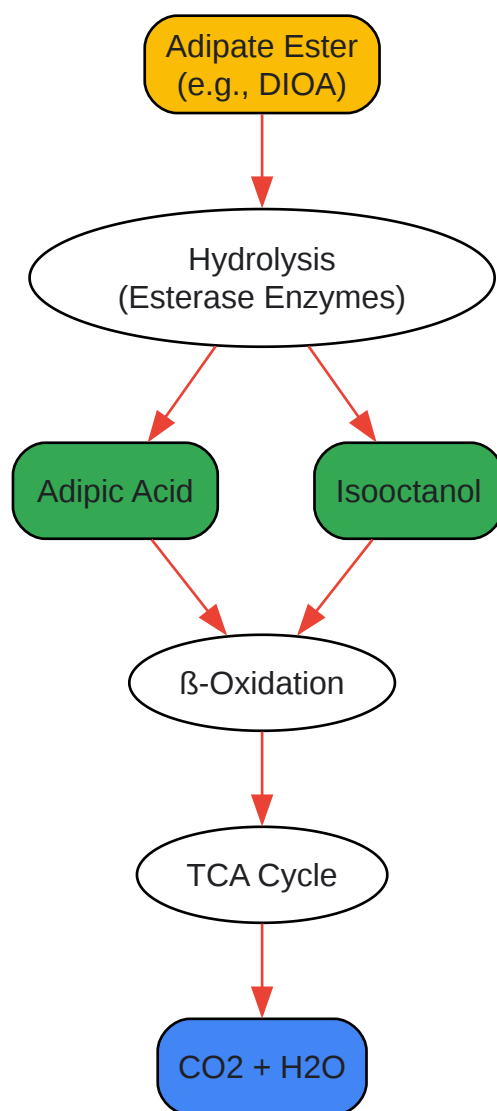 Adipate Ester
(e.g., DIOA)
Hydrolysis
(Esterase Enzymes)
Adipic Acid
Isooctanol
ß-Oxidation
TCA Cycle
CO2 + H2O